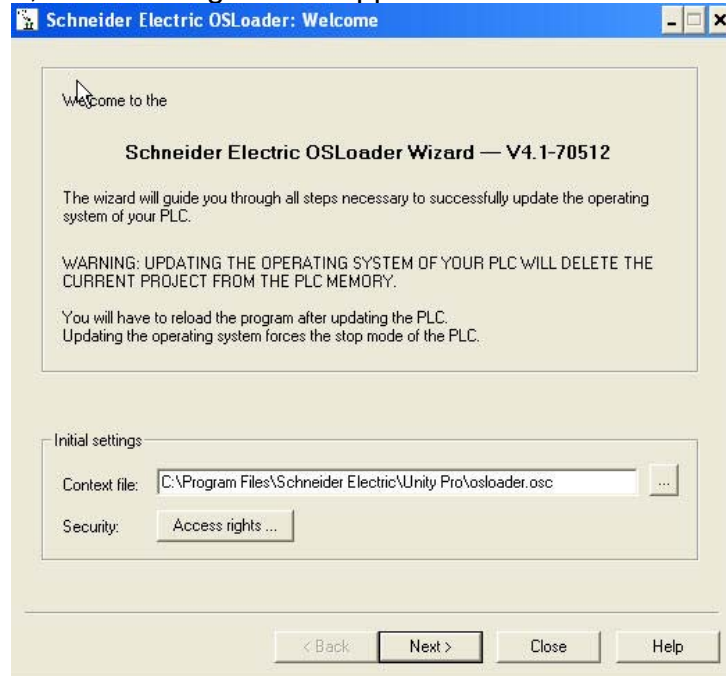 Schneider Electric OSLoader: Welcome
Welcome to the
Schneider Electric OSLoader Wizard — V4.1-70512
The wizard will guide you through all steps necessary to successfully update the operating
system of your PLC.
WARNING: UPDATING THE OPERATING SYSTEM OF YOUR PLC WILL DELETE THE
CURRENT PROJECT FROM THE PLC MEMORY.
You will have to reload the program after updating the PLC.
Updating the operating system forces the stop mode of the PLC.
Initial settings
Context file: C:\Program Files\Schneider Electric\Unity Pro\osloader.osc ...
Security: Access rights ...
< Back Next > Close Help